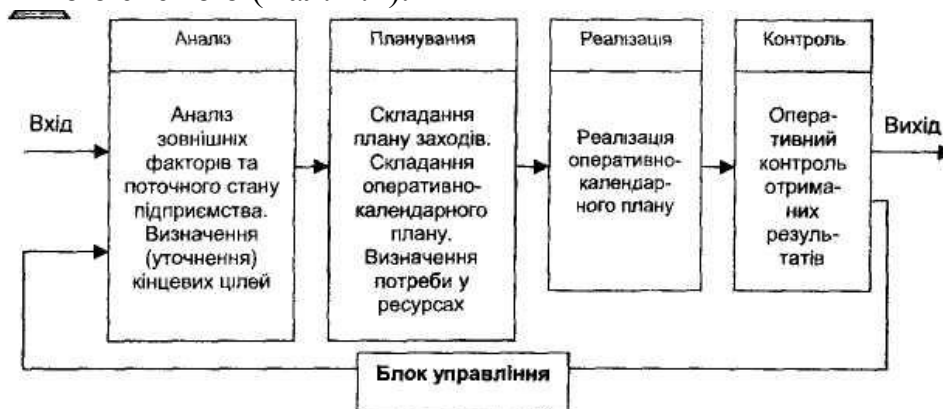 Аналіз
Планування
Реалізація
Контроль
Вхід
Аналіз
зовнішніх
факторів та
поточного стану
підприємства.
Визначення
(уточнення)
кінцевих цілей
Складання
плану заходів.
Складання
оперативно-
календарного
плану.
Визначення
потреби у
ресурсах
Реалізація
оперативно-
календар-
ного плану
Опера-
тивний
контроль
отрима-
них
резуль-
татів
Вихід
Блок управління